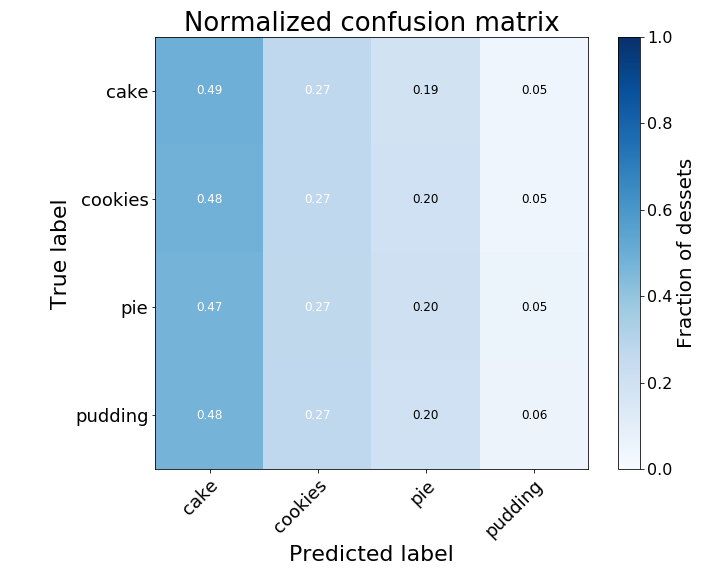 Normalized confusion matrix
cake 0.49 0.27 0.19 0.05
cookies 0.48 0.27 0.20 0.05
pie 0.47 0.27 0.20 0.05
pudding 0.48 0.27 0.20 0.06
cake cookies pie pudding
True label
Predicted label
1.0
0.8
0.6
0.4
0.2
0.0
Fraction of dessets